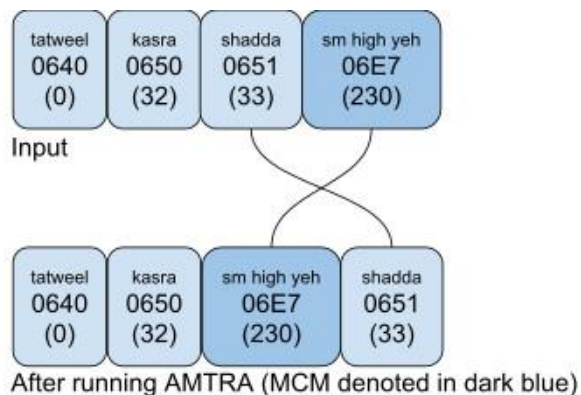 tatweel kasra shadda sm high yeh
0640 0650 0651 06E7
(0) (32) (33) (230)
Input
tatweel kasra sm high yeh shadda
0640 0650 06E7 0651
(0) (32) (230) (33)
After running AMTRA (MCM denoted in dark blue)